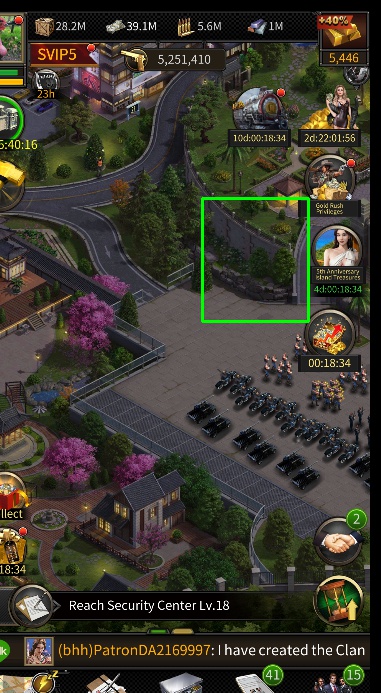 28.2M 39.1M 5.6M 1M +40%
SVIP5 5,251,410 5,446
23h
5:40:16 10d:00:18:34 2d:22:01:56
Gold Rush
Privileges
5th Anniversary
Island Treasures
4d:00:18:34
00:18:34
llect
2
18:34
Reach Security Center Lv.18
(bhh)PatronDA2169997: I have created the Clan
41 15